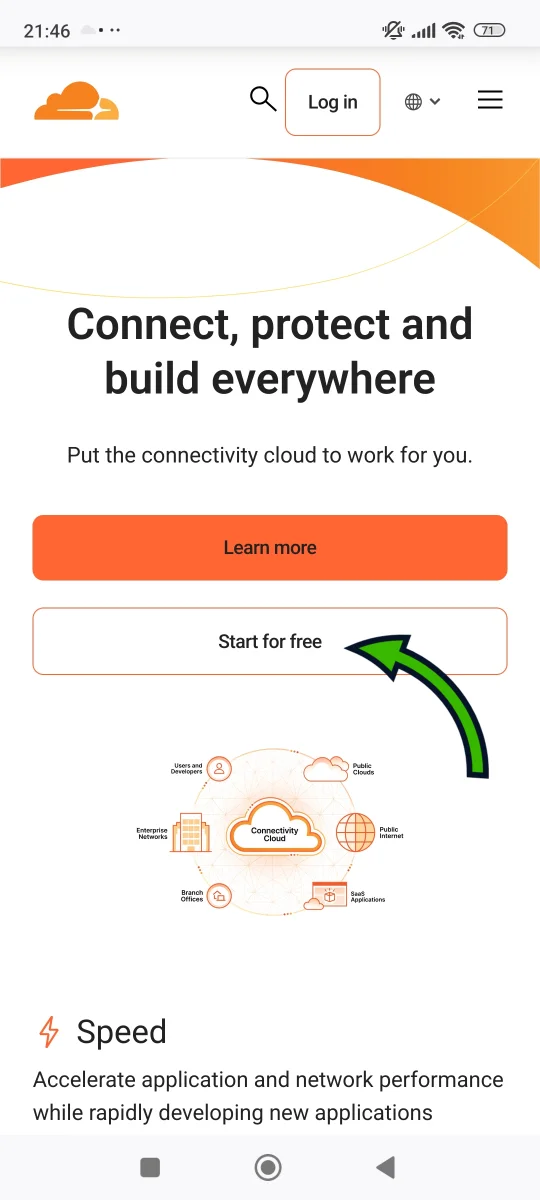 21:46
71
Log in
Connect, protect and
build everywhere
Put the connectivity cloud to work for you.
Learn more
Start for free
Users and
Developers
Public
Clouds
Enterprise
Networks
Connectivity
Cloud
Public
Internet
Branch
Offices
SaaS
Applications
Speed
Accelerate application and network performance
while rapidly developing new applications